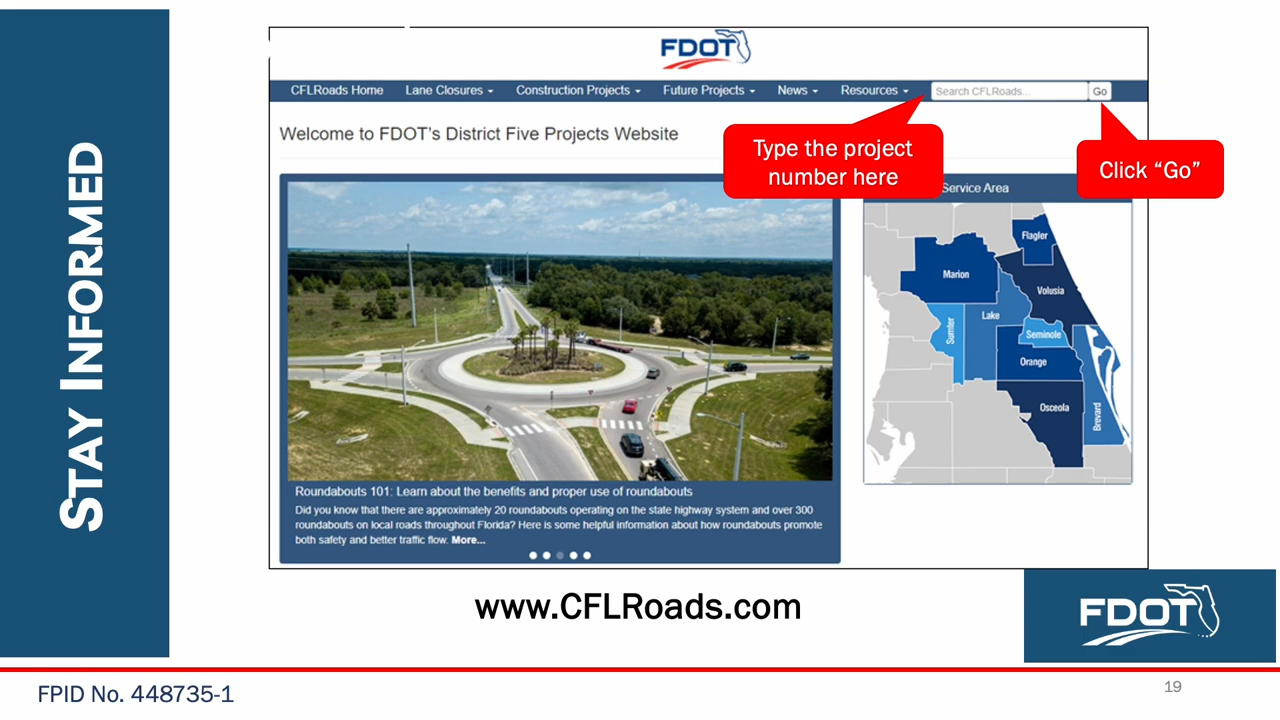 STAY INFORMED
FDOT
CFLRoads Home Lane Closures Construction Projects Future Projects News Resources Search CFLRoads... Go
Welcome to FDOT's District Five Projects Website
Type the project
number here
Click “Go”
Service Area
Flagler
Marion
Volusia
Lake
Sumter
Seminole
Orange
Osceola
Brevard
Roundabouts 101: Learn about the benefits and proper use of roundabouts
Did you know that there are approximately 20 roundabouts operating on the state highway system and over 300
roundabouts on local roads throughout Florida? Here is some helpful information about how roundabouts promote
both safety and better traffic flow. More...
www.CFLRoads.com
FDOT
FPID No. 448735-1
19